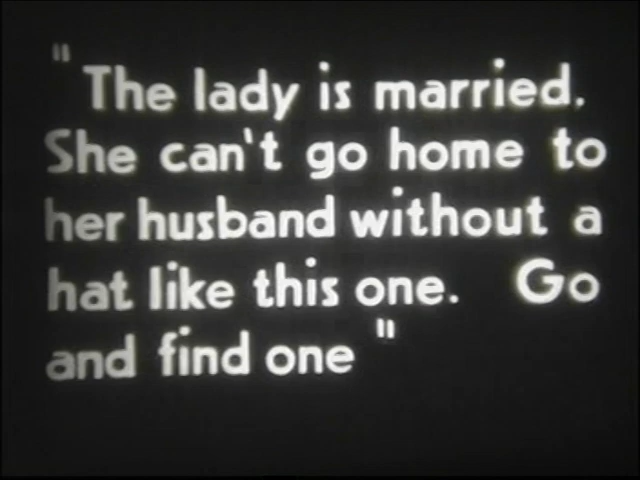 "The lady is married.
She can't go home to
her husband without a
hat like this one. Go
and find one"